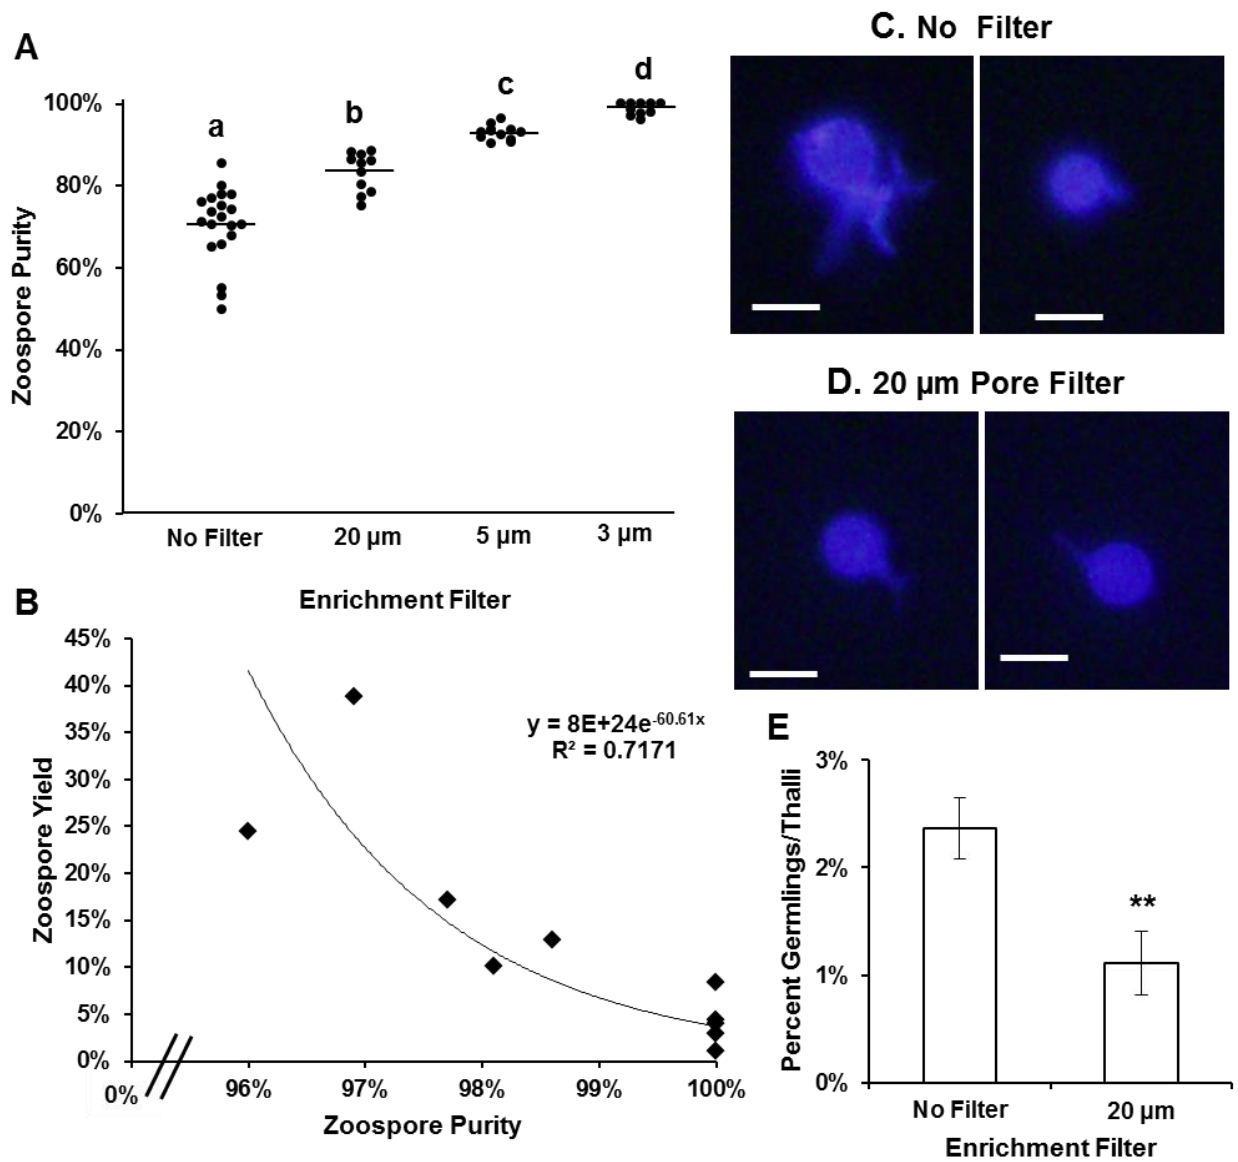 A
Zoospore Purity
100%
80%
60%
40%
20%
0%
a
b
c
d
No Filter
20 µm
5 µm
3 µm
Enrichment Filter
B
Zoospore Yield
45%
40%
35%
30%
25%
20%
15%
10%
5%
0%
y = 8E+24e^-60.61x
R² = 0.7171
0%
96%
97%
98%
99%
100%
Zoospore Purity
C. No Filter
D. 20 µm Pore Filter
E
Percent Germlings/Thalli
3%
2%
1%
0%
**
No Filter
20 µm
Enrichment Filter